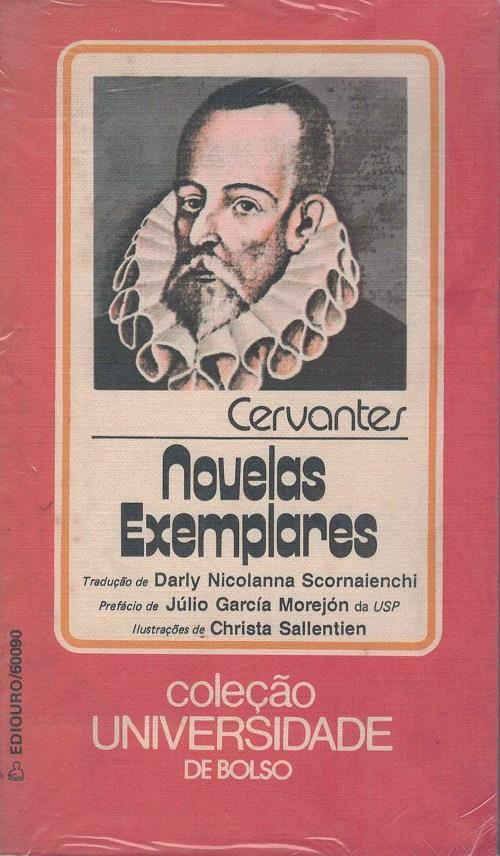 Cervantes
Novelas
Exemplares
Tradução de Darly Nicolanna Scornaienchi
Prefácio de Júlio García Morejón da USP
Ilustrações de Christa Sallentien
coleção
UNIVERSIDADE
DE BOLSO
EDIOURO/60090